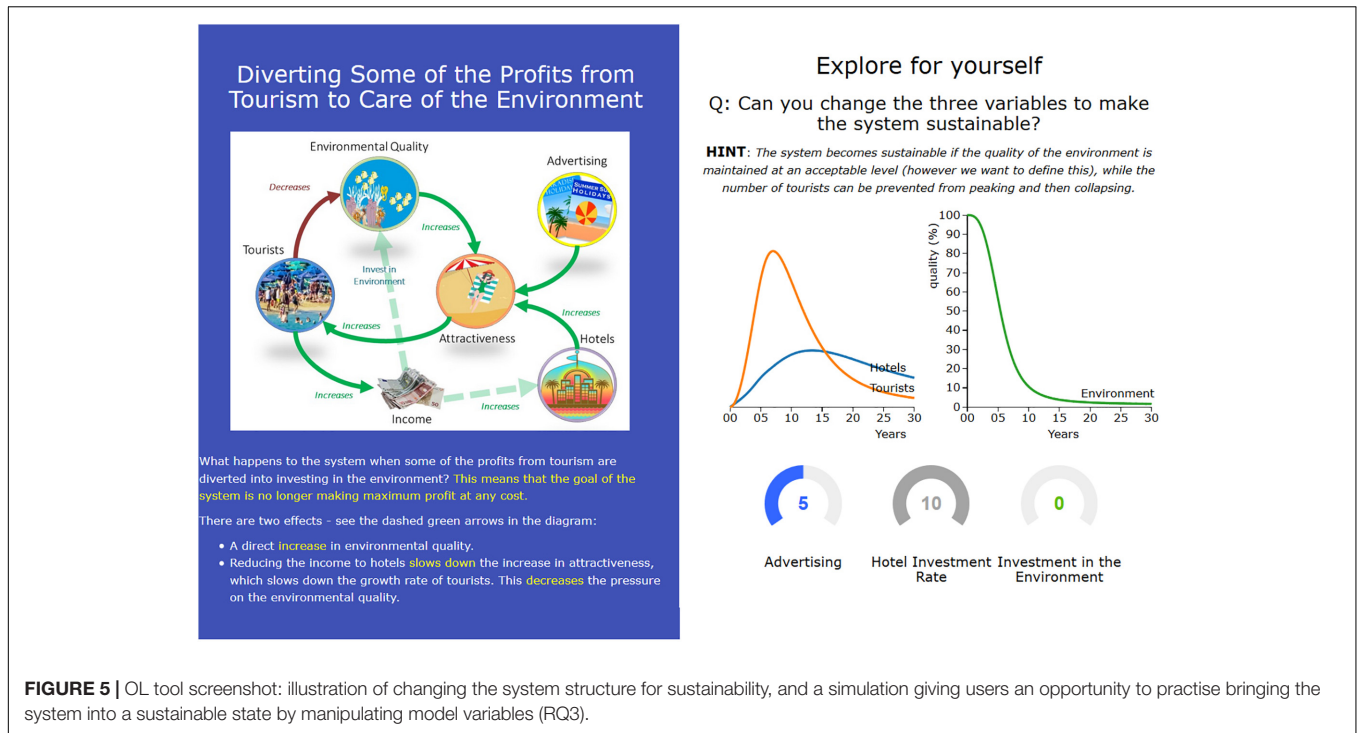 Diverting Some of the Profits from
Tourism to Care of the Environment
Environmental Quality
Advertising
Decreases
Increases
Tourists
Invest in
Environment
SUMMER SUN
HOLIDAYS
Increases
Increases
Attractiveness
Hotels
Increases
Increases
Income
50
What happens to the system when some of the profits from tourism are
diverted into investing in the environment? This means that the goal of the
system is no longer making maximum profit at any cost.
There are two effects - see the dashed green arrows in the diagram:
• A direct increase in environmental quality.
• Reducing the income to hotels slows down the increase in attractiveness,
which slows down the growth rate of tourists. This decreases the pressure
on the environmental quality.
Explore for yourself
Q: Can you change the three variables to make
the system sustainable?
HINT: The system becomes sustainable if the quality of the environment is
maintained at an acceptable level (however we want to define this), while the
number of tourists can be prevented from peaking and then collapsing.
Hotels
Tourists
00 05 10 15 20 25 30
Years
quality (%)
100
90
80
70
60
50
40
30
20
10
0
Environment
00 05 10 15 20 25 30
Years
5
10
0
Advertising
Hotel Investment
Rate
Investment in the
Environment
FIGURE 5 | OL tool screenshot: illustration of changing the system structure for sustainability, and a simulation giving users an opportunity to practise bringing the
system into a sustainable state by manipulating model variables (RQ3).